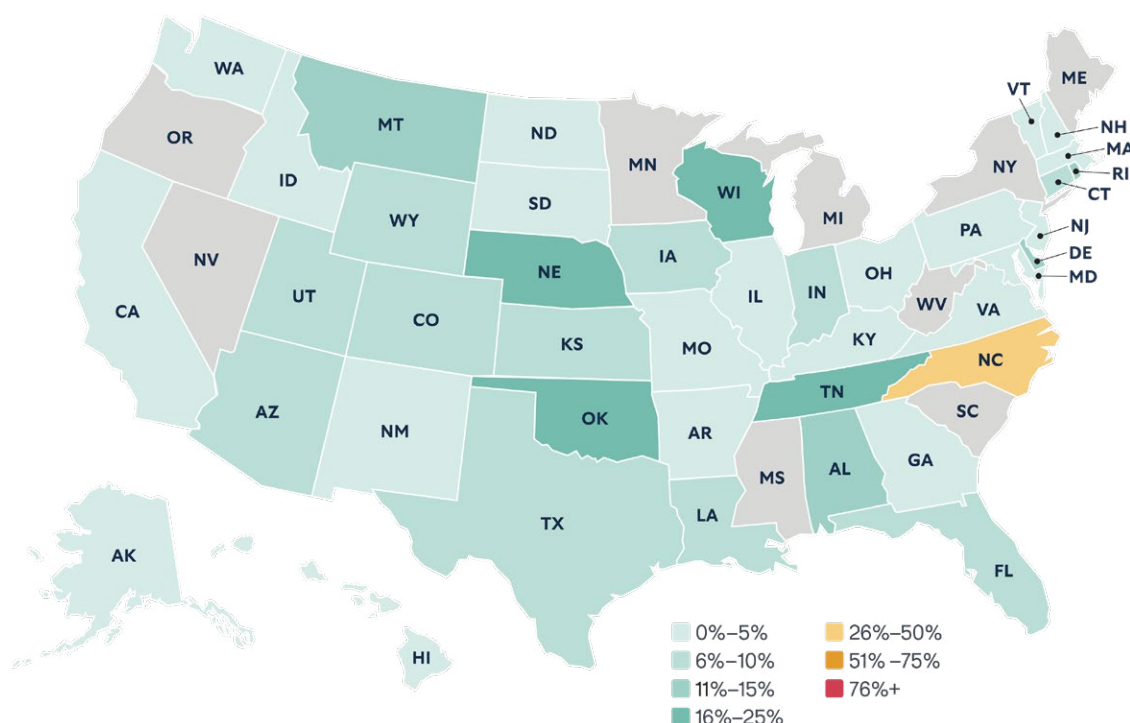 WA
ME
VT
MT
ND
NH
OR
MN
MA
NY
RI
ID
WI
CT
SD
MI
WY
PA
NJ
IA
NE
DE
NV
OH
MD
UT
IL
IN
CA
CO
WV
VA
KS
MO
KY
NC
TN
AZ
OK
NM
AR
SC
MS
AL
GA
LA
TX
AK
FL
HI
0%–5%
6%–10%
11%–15%
16%–25%
26%–50%
51% –75%
76%+